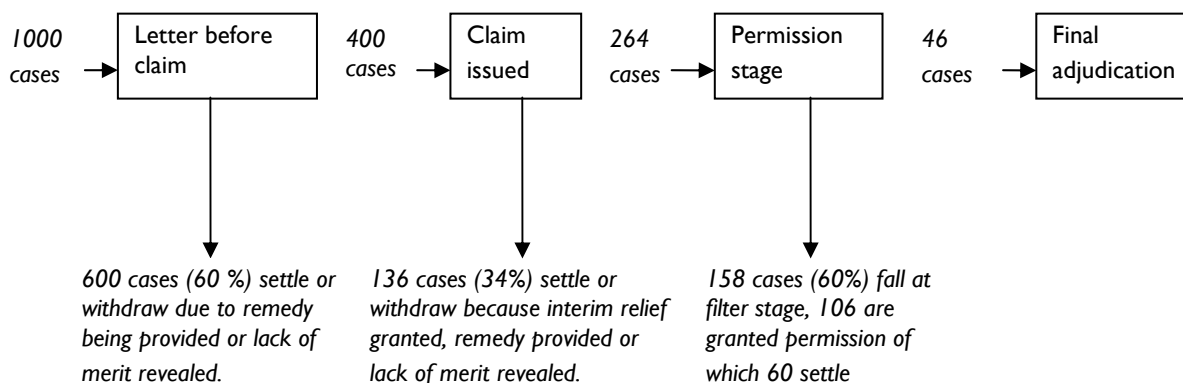 1000
cases
Letter before
claim
400
cases
Claim
issued
264
cases
Permission
stage
46
cases
Final
adjudication
600 cases (60 %) settle or
withdraw due to remedy
being provided or lack of
merit revealed.
136 cases (34%) settle or
withdraw because interim relief
granted, remedy provided or
lack of merit revealed.
158 cases (60%) fall at
filter stage, 106 are
granted permission of
which 60 settle